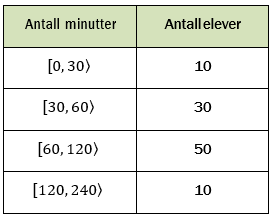 Antall minutter Antall elever
[0, 30⟩ 10
[30, 60⟩ 30
[60, 120⟩ 50
[120, 240⟩ 10